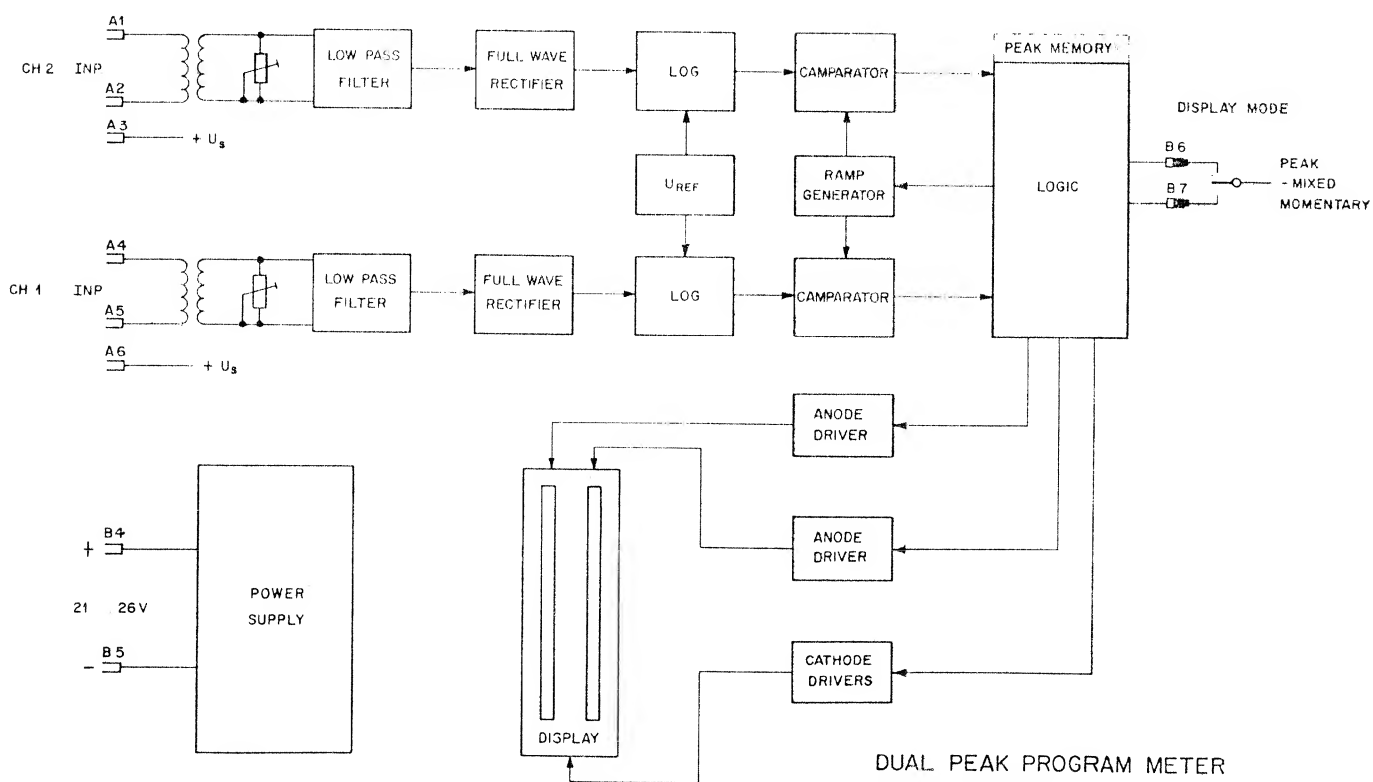 A1
CH 2 INP
A2
A3
+ Us
LOW PASS
FILTER
FULL WAVE
RECTIFIER
LOG
CAMPARATOR
PEAK MEMORY
LOGIC
DISPLAY MODE
B6
B7
PEAK
- MIXED
MOMENTARY
UREF
RAMP
GENERATOR
A4
CH 1 INP
A5
A6
+ Us
LOW PASS
FILTER
FULL WAVE
RECTIFIER
LOG
CAMPARATOR
ANODE
DRIVER
ANODE
DRIVER
CATHODE
DRIVERS
DISPLAY
+ B4
21 26V
- B5
POWER
SUPPLY
DUAL PEAK PROGRAM METER